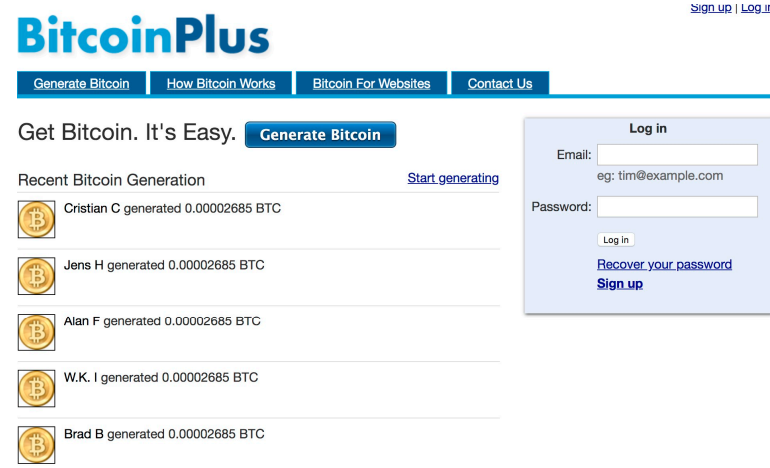 Sign up | Log in
BitcoinPlus
Generate Bitcoin How Bitcoin Works Bitcoin For Websites Contact Us
Get Bitcoin. It's Easy. Generate Bitcoin
Recent Bitcoin Generation Start generating
Cristian C generated 0.00002685 BTC
Jens H generated 0.00002685 BTC
Alan F generated 0.00002685 BTC
W.K. I generated 0.00002685 BTC
Brad B generated 0.00002685 BTC
Log in
Email:
eg: tim@example.com
Password:
Log in
Recover your password
Sign up